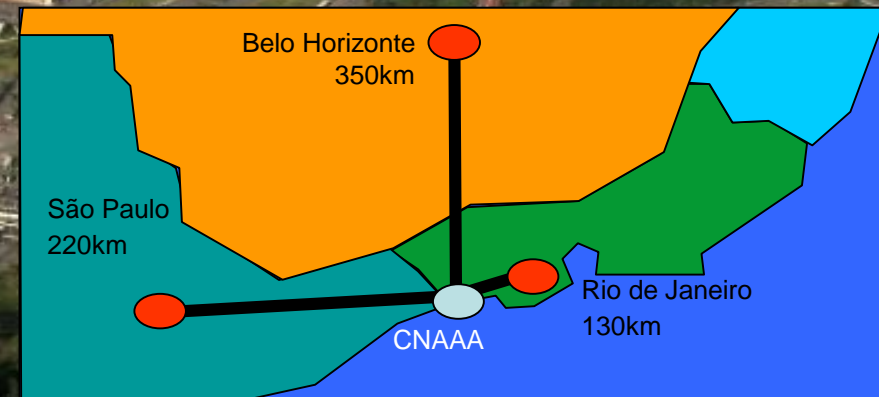 Belo Horizonte
350km
São Paulo
220km
Rio de Janeiro
130km
CNAAA